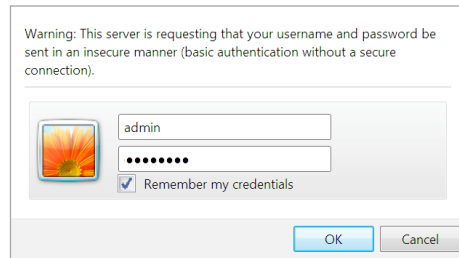 Warning: This server is requesting that your username and password be
sent in an insecure manner (basic authentication without a secure
connection).
admin
●●●●●●●●
Remember my credentials
OK
Cancel